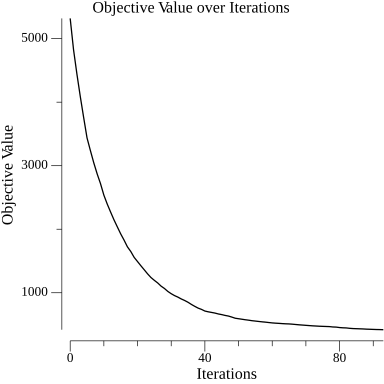 Objective Value over Iterations
5000
3000
1000
Objective Value
0
40
80
Iterations